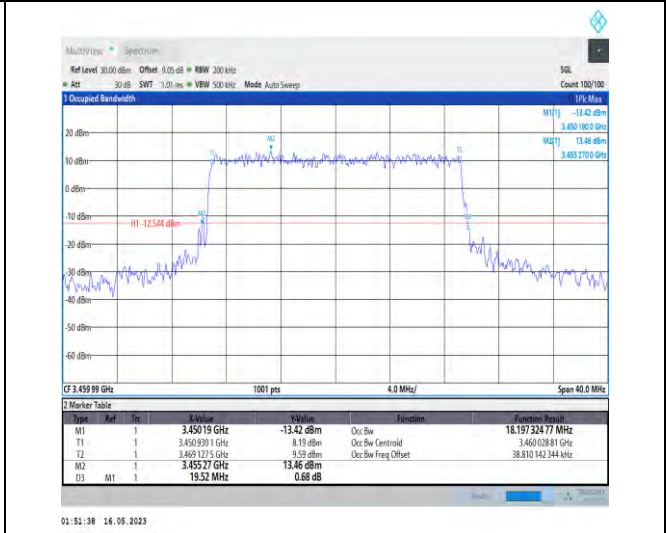 MultiView Spectrum
Ref Level 30.00 dBm Offset 9.05 dB RBW 200 kHz SGL
Att 30 dB SWT 1.01 ms VBW 500 kHz Mode Auto Sweep Count 100/100
1 Occupied Bandwidth 1Pk Max
M1[1] -13.42 dBm
3.450 190 0 GHz
M2[1] 13.46 dBm
3.455 270 0 GHz
20 dBm
M2
T1
T2
10 dBm
0 dBm
-10 dBm
M1
H1 -12.544 dBm
-20 dBm
-30 dBm
-40 dBm
-50 dBm
-60 dBm
CF 3.459 99 GHz 1001 pts 4.0 MHz/ Span 40.0 MHz
2 Marker Table
Type Ref Trc X-Value Y-Value Function Function Result
M1 1 3.45019 GHz -13.42 dBm Occ Bw 18.197 324 77 MHz
T1 1 3.450 930 1 GHz 8.19 dBm Occ Bw Centroid 3.460 028 81 GHz
T2 1 3.469 127 5 GHz 9.59 dBm Occ Bw Freq Offset 38.810 142 344 kHz
M2 1 3.455 27 GHz 13.46 dBm
D3 M1 1 19.52 MHz 0.68 dB
01:51:38 16.05.2023